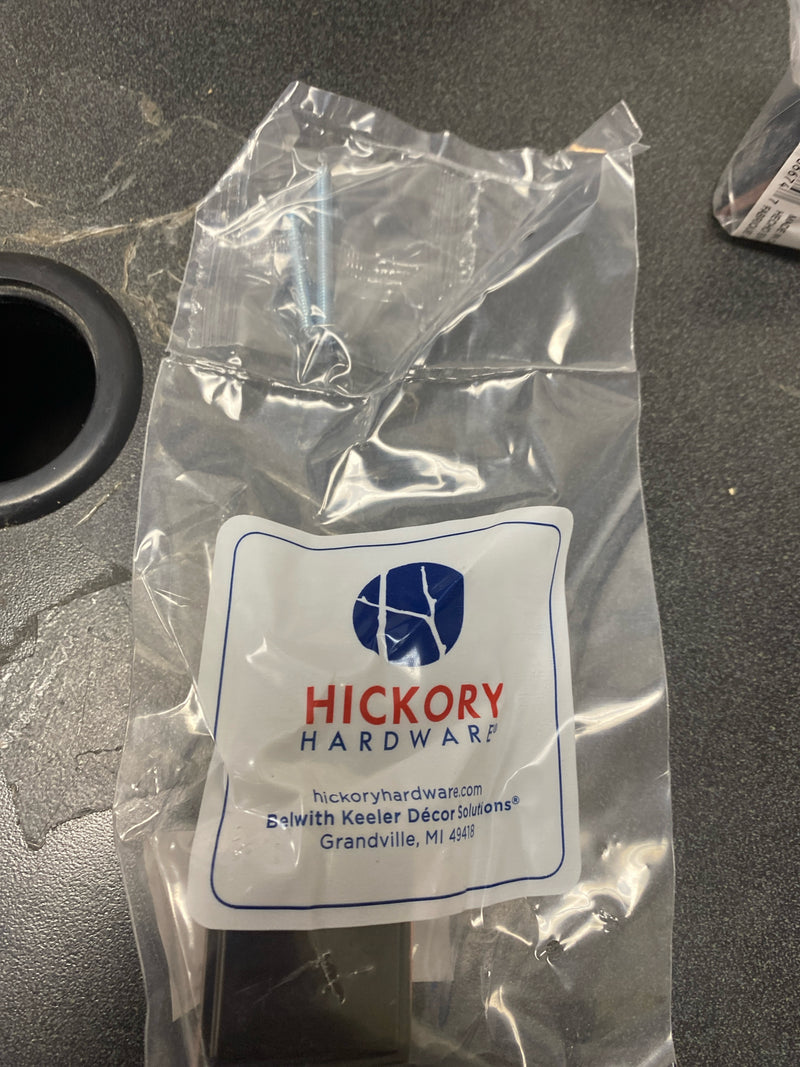 HICKORY
HARDWARE®
hickoryhardware.com
Belwith Keeler Décor Solutions®
Grandville, MI 49418